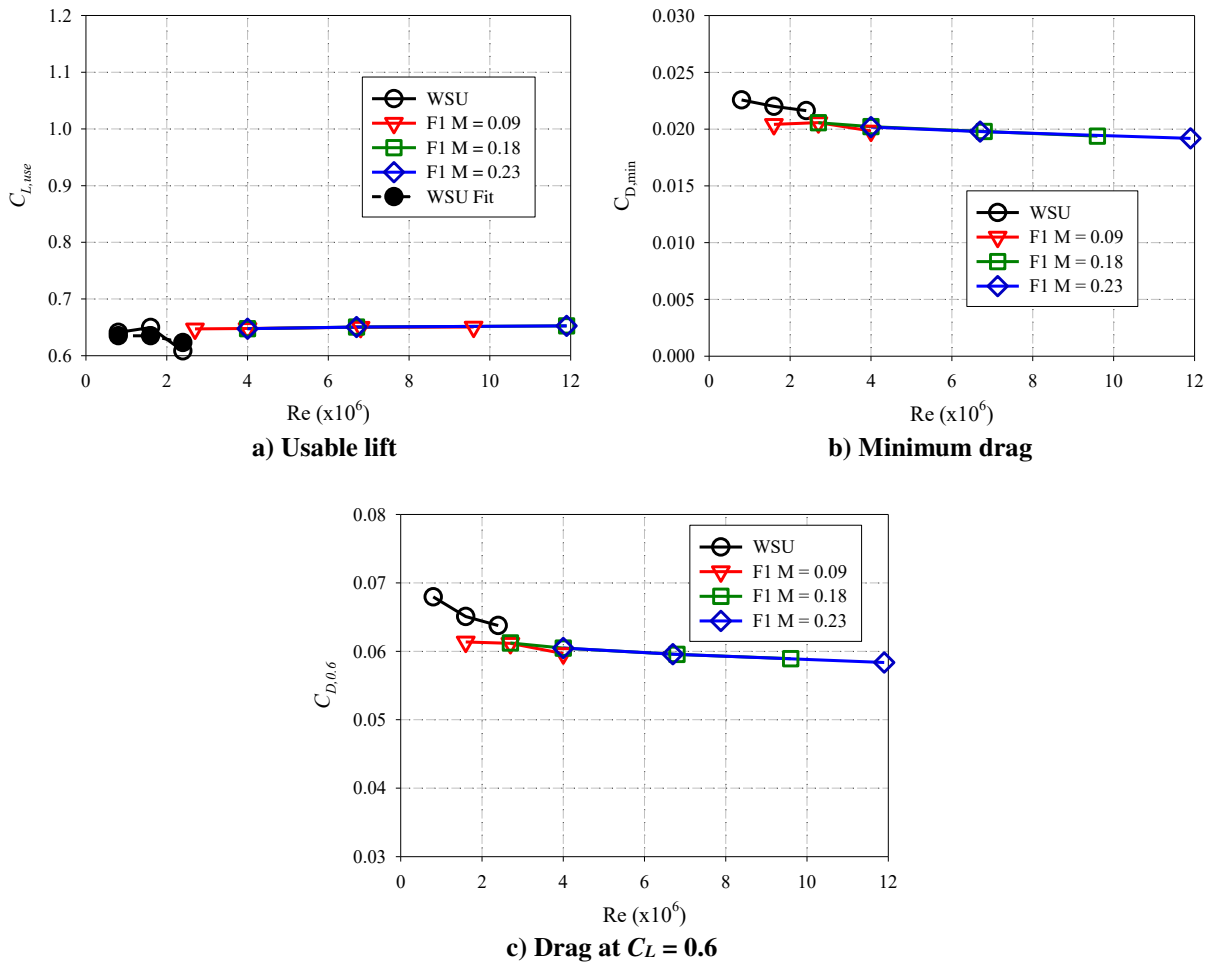 1.2
1.1
1.0
0.9
0.8
0.7
0.6
C_{L,use}
WSU
F1 M = 0.09
F1 M = 0.18
F1 M = 0.23
WSU Fit
0 2 4 6 8 10 12
Re (x10^6)
a) Usable lift
0.030
0.025
0.020
0.015
0.010
0.005
0.000
C_{D,min}
WSU
F1 M = 0.09
F1 M = 0.18
F1 M = 0.23
0 2 4 6 8 10 12
Re (x10^6)
b) Minimum drag
0.08
0.07
0.06
0.05
0.04
0.03
C_{D,0.6}
WSU
F1 M = 0.09
F1 M = 0.18
F1 M = 0.23
0 2 4 6 8 10 12
Re (x10^6)
c) Drag at C_L = 0.6